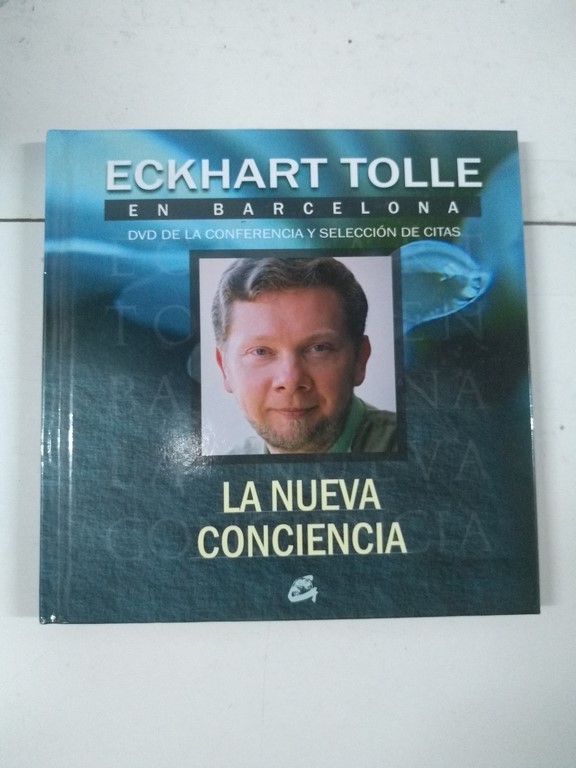 ECKHART TOLLE
EN BARCELONA
DVD DE LA CONFERENCIA Y SELECCIÓN DE CITAS
LA NUEVA
CONCIENCIA